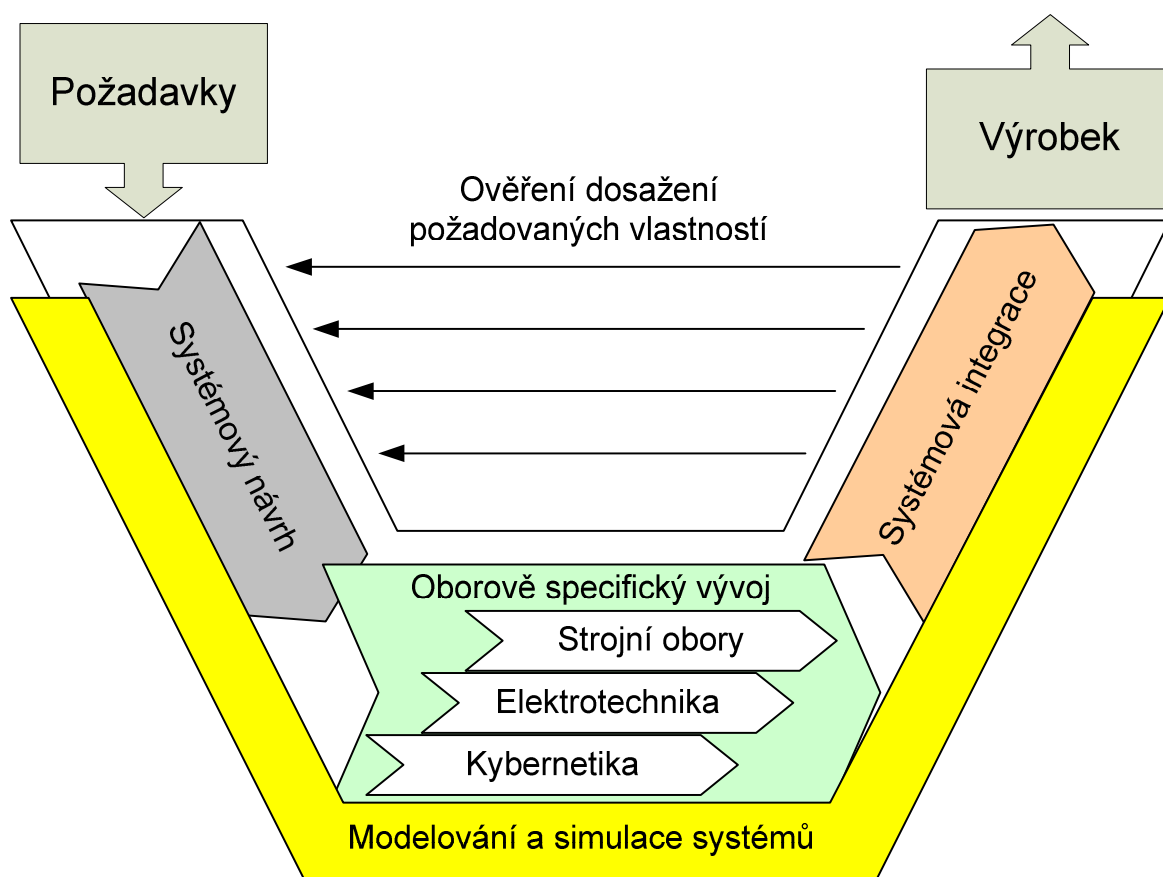 Požadavky
Výrobek
Ověření dosažení
požadovaných vlastností
Systémový návrh
Systémová integrace
Oborově specifický vývoj
Strojní obory
Elektrotechnika
Kybernetika
Modelování a simulace systémů